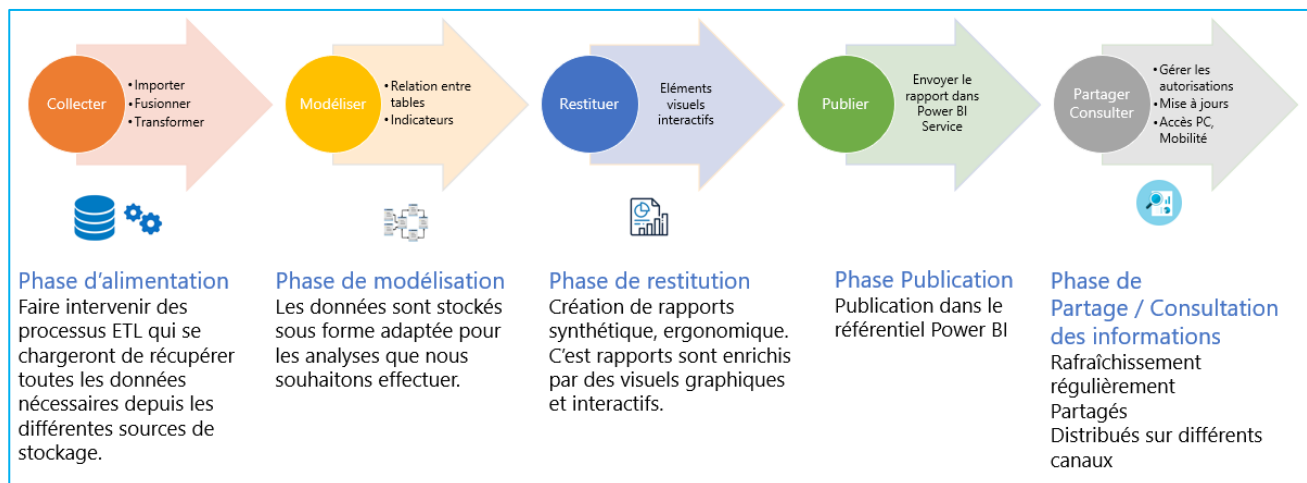 Collecter
• Importer
• Fusionner
• Transformer
Modéliser
• Relation entre
tables
• Indicateurs
Restituer
Eléments
visuels
interactifs
Publier
Envoyer le
rapport dans
Power BI
Service
Partager
Consulter
• Gérer les
autorisations
• Mise à jours
• Accès PC,
Mobilité
Phase d'alimentation
Faire intervenir des
processus ETL qui se
chargeront de récupérer
toutes les données
nécessaires depuis les
différentes sources de
stockage.
Phase de modélisation
Les données sont stockés
sous forme adaptée pour
les analyses que nous
souhaitons effectuer.
Phase de restitution
Création de rapports
synthétique, ergonomique.
C'est rapports sont enrichis
par des visuels graphiques
et interactifs.
Phase Publication
Publication dans le
référentiel Power BI
Phase de
Partage / Consultation
des informations
Rafraîchissement
régulièrement
Partagés
Distribués sur différents
canaux